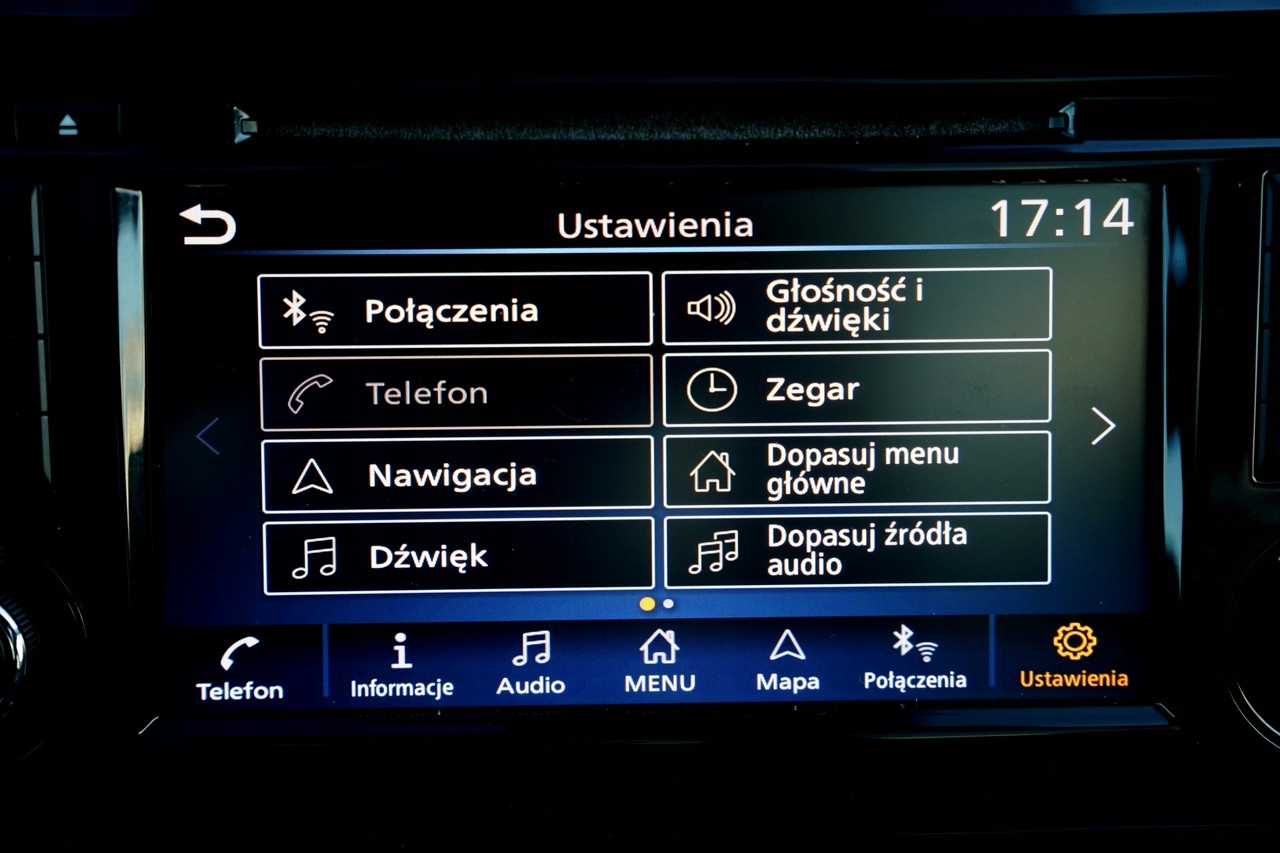 Ustawienia
17:14
Połączenia
Głośność i
dźwięki
Telefon
Zegar
Nawigacja
Dopasuj menu
główne
Dźwięk
Dopasuj źródła
audio
Telefon
Informacje
Audio
MENU
Mapa
Połączenia
Ustawienia